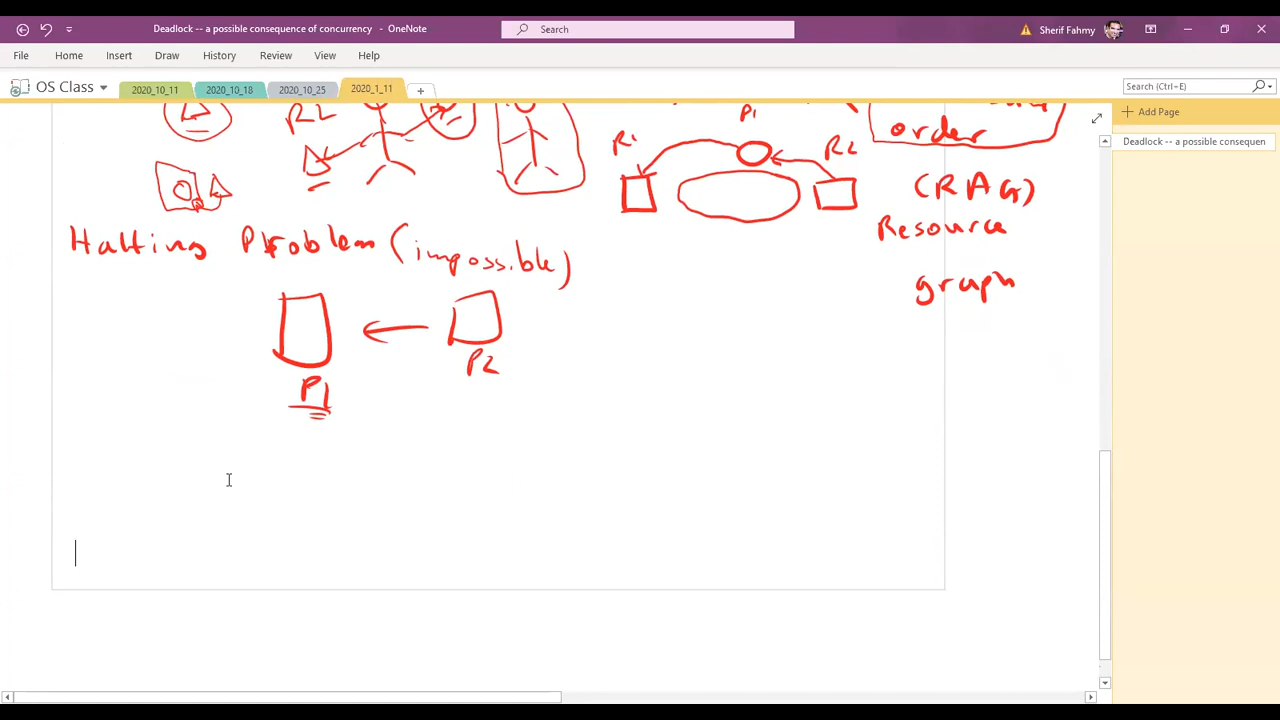 Deadlock -- a possible consequence of concurrency - OneNote
Search
Sherif Fahmy
File Home Insert Draw History Review View Help
OS Class
2020_10_11 2020_10_18 2020_10_25 2020_1_11
Search (Ctrl+E)
Add Page
Deadlock -- a possible consequen
R2
P1
order
R1
R2
(RAG)
Resource
graph
Halting Problem (impossible)
P2
P1